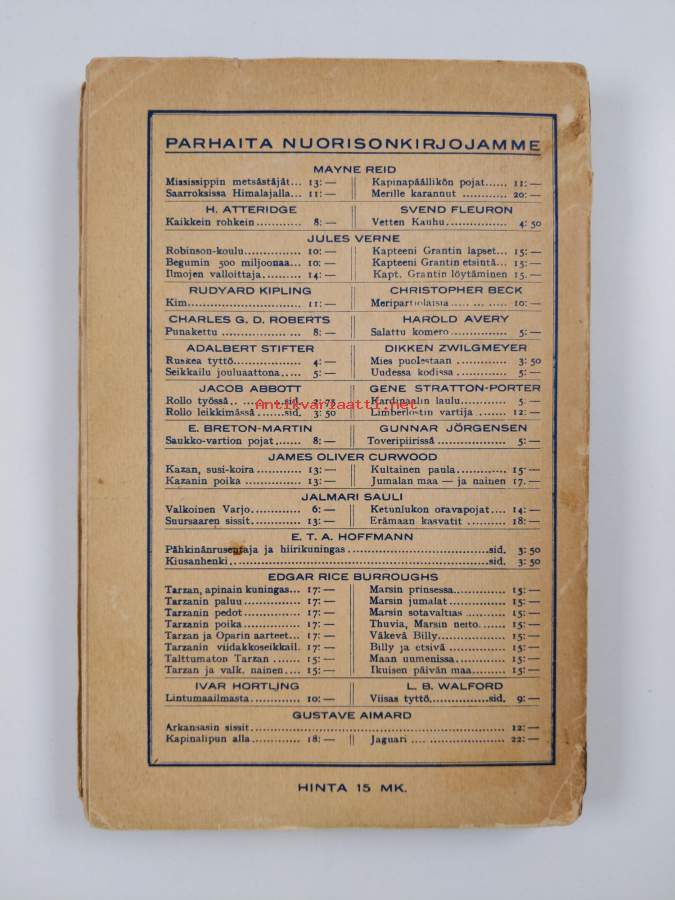 PARHAITA NUORISONKIRJOJAMME
MAYNE REID
Mississippin metsästäjät... 13: — || Kapinapäällikön pojat...... 11: —
Saarroksissa Himalajalla... 11: — || Merille karannut ............ 20: —
H. ATTERIDGE || SVEND FLEURON
Kaikkein rohkein ............ 8: — || Vetten Kauhu ................ 4: 50
JULES VERNE
Robinson-koulu.............. 10: — || Kapteeni Grantin lapset... 15: —
Begumin 500 miljoonaa... 10: — || Kapteeni Grantin etsintä... 15: —
Ilmojen valloittaja.......... 14: — || Kapt. Grantin löytäminen 15. —
RUDYARD KIPLING || CHRISTOPHER BECK
Kim............................ 11: — || Meripartiolaisia ............ 10: —
CHARLES G. D. ROBERTS || HAROLD AVERY
Punakettu .................... 8: — || Salattu komero.............. 5: —
ADALBERT STIFTER || DIKKEN ZWILGMEYER
Ruskea tyttö................ 4: — || Mies puolestaan ............ 3: 50
Seikkailu jouluaattona..... 5: — || Uudessa kodissa ............ 5: —
JACOB ABBOTT || GENE STRATTON-PORTER
Rollo työssä ............sid. 3: 75 || Kardinaalin laulu........... 5. —
Rollo leikkimässä .......sid. 3: 50 || Limberlostin vartija ....... 12: —
Antikvariaatti.net
E. BRETON-MARTIN || GUNNAR JÖRGENSEN
Saukko-vartion pojat....... 8: — || Toveripiirissä .............. 5: —
JAMES OLIVER CURWOOD
Kazan, susi-koira........... 13: — || Kultainen paula............. 15·—
Kazanin poika .............. 13: — || Jumalan maa — ja nainen 17. —
JALMARI SAULI
Valkoinen Varjo............. 6: — || Ketunlukon oravapojat.... 14: —
Suursaaren sissit............ 13: — || Erämaan kasvatit .......... 18: —
E. T. A. HOFFMANN
Pähkinänrusentaja ja hiirikuningas ..............................sid. 3: 50
Kiusanhenki..............................sid. 3: 50
EDGAR RICE BURROUGHS
Tarzan, apinain kuningas... 17: — || Marsin prinsessa............ 15: —
Tarzanin paluu.............. 17: — || Marsin jumalat.............. 15: —
Tarzanin pedot.............. 17: — || Marsin sotavaltias ......... 15: —
Tarzanin poika.............. 17: — || Thuvia, Marsin neito....... 15: —
Tarzan ja Oparin aarteet... 17: — || Väkevä Billy................. 15: —
Tarzanin viidakkoseikkail. 17: — || Billy ja etsivä ............... 15: —
Talttumaton Tarzan ....... 15: — || Maan uumenissa............ 15: —
Tarzan ja valk. nainen.... 15: — || Ikuisen päivän maa........ 15: —
IVAR HORTLING || L. B. WALFORD
Lintumaailmasta ........... 10: — || Viisas tyttö..............sid. 9: —
GUSTAVE AIMARD
Arkansasin sissit .............................. 12: —
Kapinalipun alla ............ 18: — || Jaguari .................... 22: —
HINTA 15 MK.